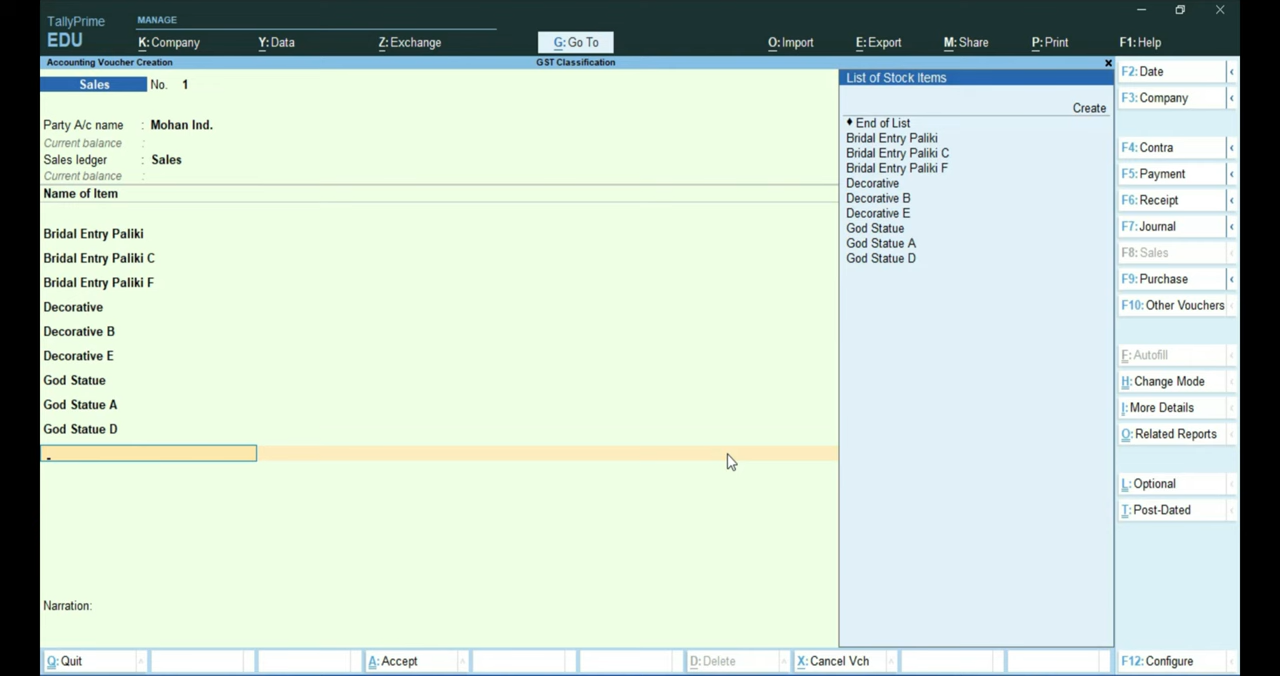 TallyPrime
EDU
MANAGE
K: Company
Y: Data
Z: Exchange
G: Go To
O: Import
E: Export
M: Share
P: Print
F1: Help
Accounting Voucher Creation
GST Classification
Sales No. 1
Party A/c name : Mohan Ind.
Current balance :
Sales ledger : Sales
Current balance :
Name of Item
Bridal Entry Paliki
Bridal Entry Paliki C
Bridal Entry Paliki F
Decorative
Decorative B
Decorative E
God Statue
God Statue A
God Statue D
Narration:
List of Stock Items
Create
♦ End of List
Bridal Entry Paliki
Bridal Entry Paliki C
Bridal Entry Paliki F
Decorative
Decorative B
Decorative E
God Statue
God Statue A
God Statue D
F2: Date
F3: Company
F4: Contra
F5: Payment
F6: Receipt
F7: Journal
F8: Sales
F9: Purchase
F10: Other Vouchers
F: Autofill
H: Change Mode
I: More Details
O: Related Reports
L: Optional
T: Post-Dated
Q: Quit
A: Accept
D: Delete
X: Cancel Vch
F12: Configure